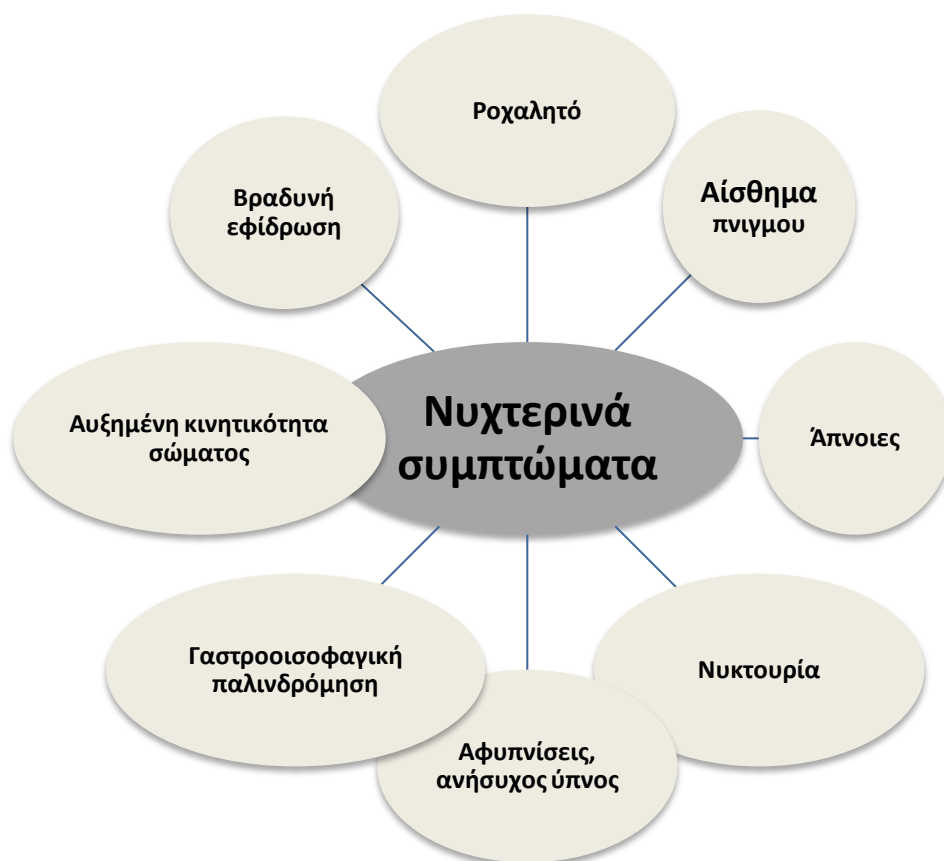 Ροχαλητό
Αίσθημα
πνιγμου
Βραδυνή
εφίδρωση
Νυχτερινά
συμπτώματα
Αυξημένη κινητικότητα
σώματος
Άπνοιες
Γαστροοισοφαγική
παλινδρόμηση
Νυκτουρία
Αφυπνίσεις,
ανήσυχος ύπνος